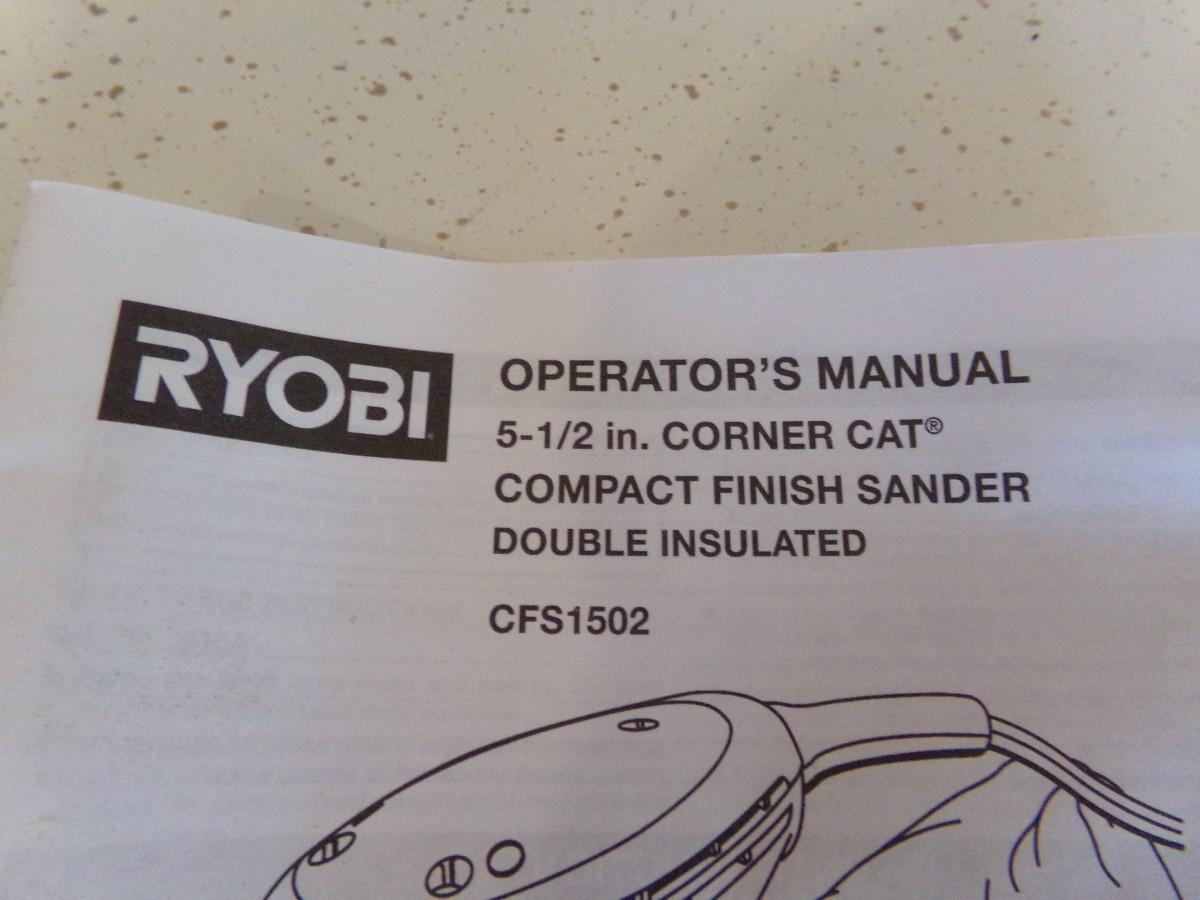 RYOBI
OPERATOR'S MANUAL
5-1/2 in. CORNER CAT®
COMPACT FINISH SANDER
DOUBLE INSULATED
CFS1502